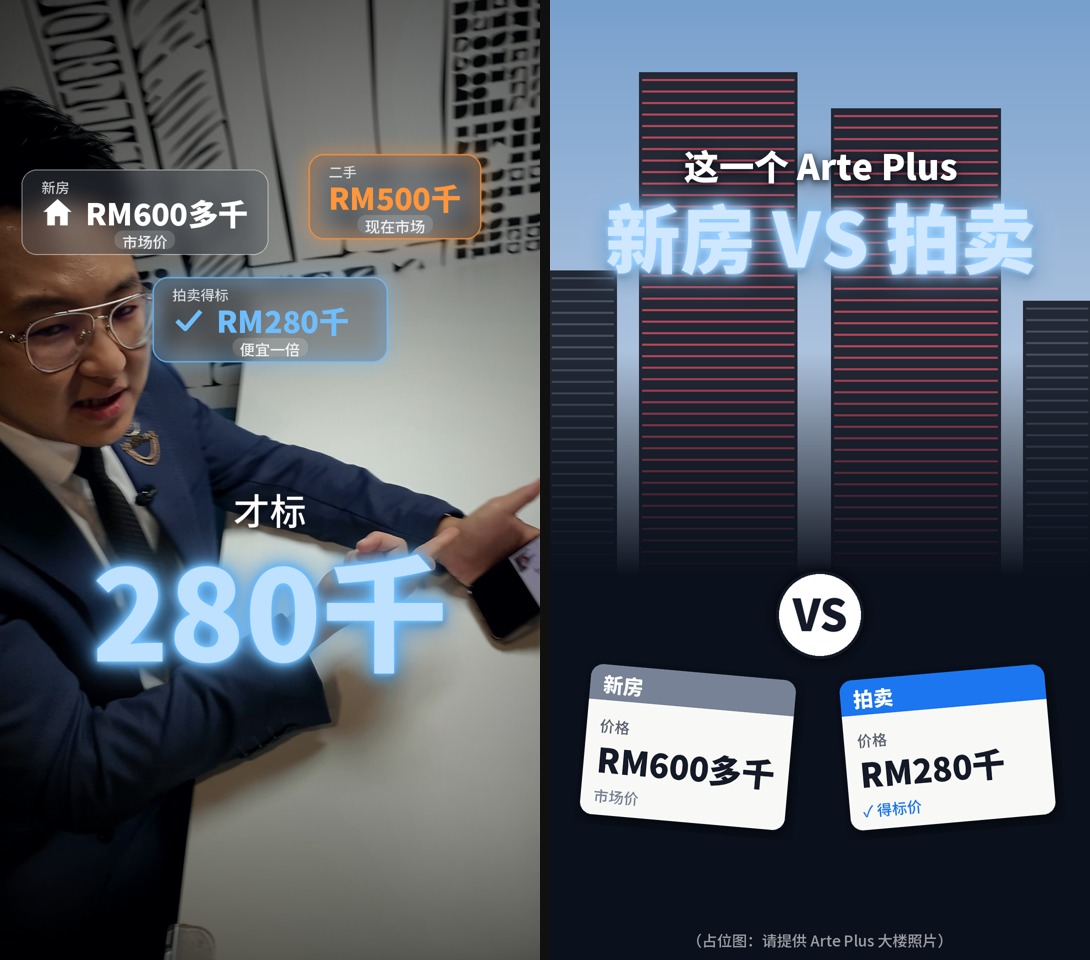 新房
RM600多千
市场价
二手
RM500千
现在市场
拍卖得标
RM280千
便宜一倍
才标
280千
这一个 Arte Plus
新房 VS 拍卖
VS
新房
价格
RM600多千
市场价
拍卖
价格
RM280千
✓ 得标价
（占位图：请提供 Arte Plus 大楼照片）